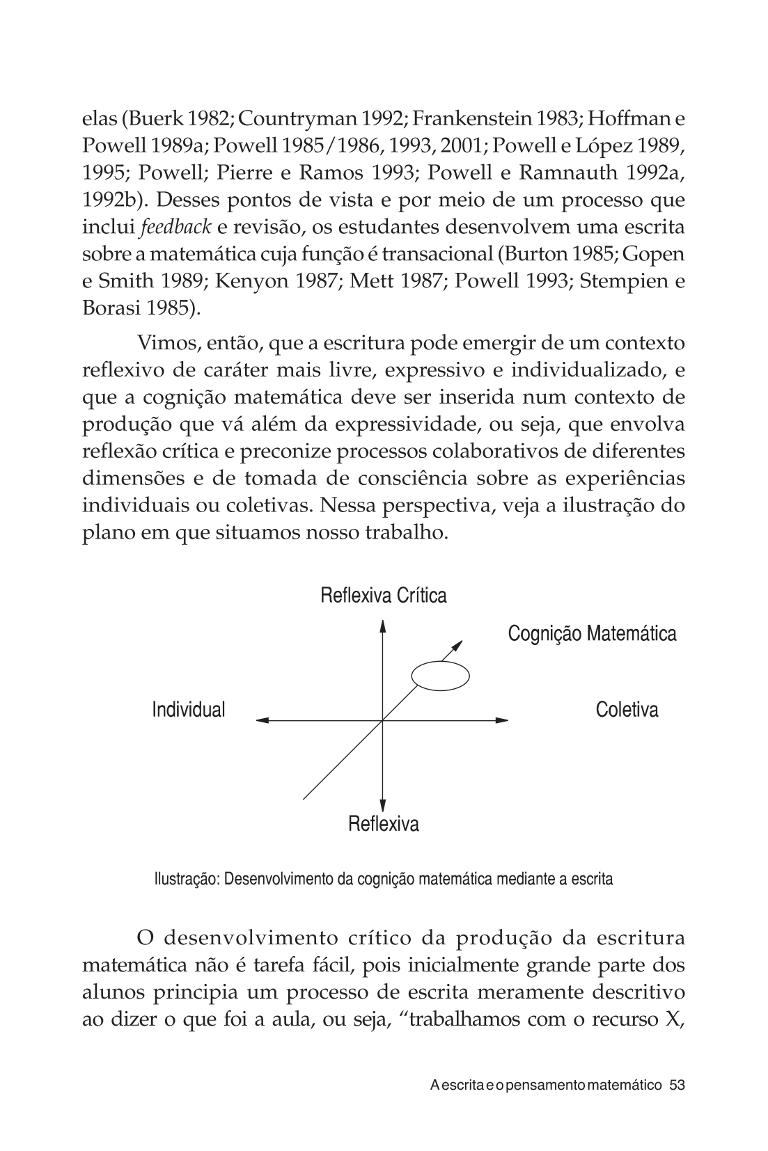 elas (Buerk 1982; Countryman 1992; Frankenstein 1983; Hoffman e
Powell 1989a; Powell 1985/1986, 1993, 2001; Powell e López 1989,
1995; Powell; Pierre e Ramos 1993; Powell e Ramnauth 1992a,
1992b). Desses pontos de vista e por meio de um processo que
inclui feedback e revisão, os estudantes desenvolvem uma escrita
sobre a matemática cuja função é transacional (Burton 1985; Gopen
e Smith 1989; Kenyon 1987; Mett 1987; Powell 1993; Stempien e
Borasi 1985).
Vimos, então, que a escritura pode emergir de um contexto
reflexivo de caráter mais livre, expressivo e individualizado, e
que a cognição matemática deve ser inserida num contexto de
produção que vá além da expressividade, ou seja, que envolva
reflexão crítica e preconize processos colaborativos de diferentes
dimensões e de tomada de consciência sobre as experiências
individuais ou coletivas. Nessa perspectiva, veja a ilustração do
plano em que situamos nosso trabalho.
Reflexiva Crítica
Cognição Matemática
Individual
Coletiva
Reflexiva
Ilustração: Desenvolvimento da cognição matemática mediante a escrita
O desenvolvimento crítico da produção da escritura
matemática não é tarefa fácil, pois inicialmente grande parte dos
alunos principia um processo de escrita meramente descritivo
ao dizer o que foi a aula, ou seja, “trabalhamos com o recurso X,
A escrita e o pensamento matemático 53